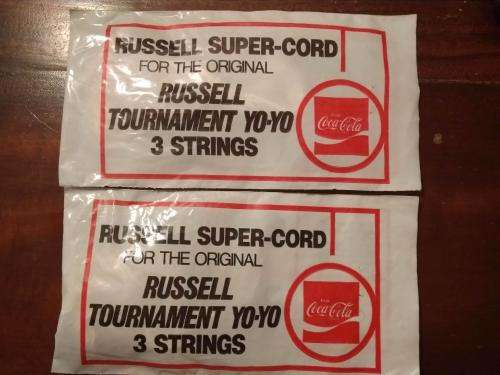 RUSSELL SUPER-CORD
FOR THE ORIGINAL
RUSSELL
TOURNAMENT YO-YO
3 STRINGS
Coca-Cola
RUSSELL SUPER-CORD
FOR THE ORIGINAL
RUSSELL
TOURNAMENT YO-YO
3 STRINGS
Coca-Cola